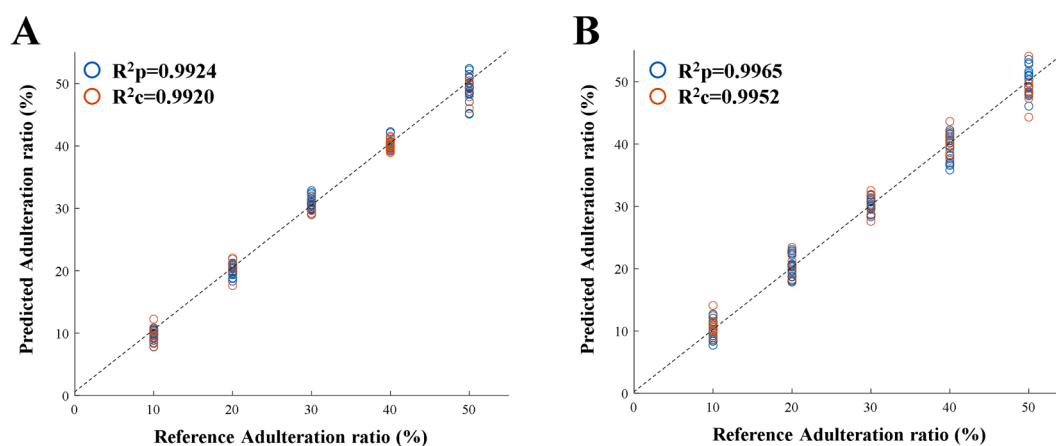 A
R²p=0.9924
R²c=0.9920
Predicted Adulteration ratio (%)
50
40
30
20
10
0
0 10 20 30 40 50
Reference Adulteration ratio (%)
B
R²p=0.9965
R²c=0.9952
Predicted Adulteration ratio (%)
50
40
30
20
10
0
0 10 20 30 40 50
Reference Adulteration ratio (%)